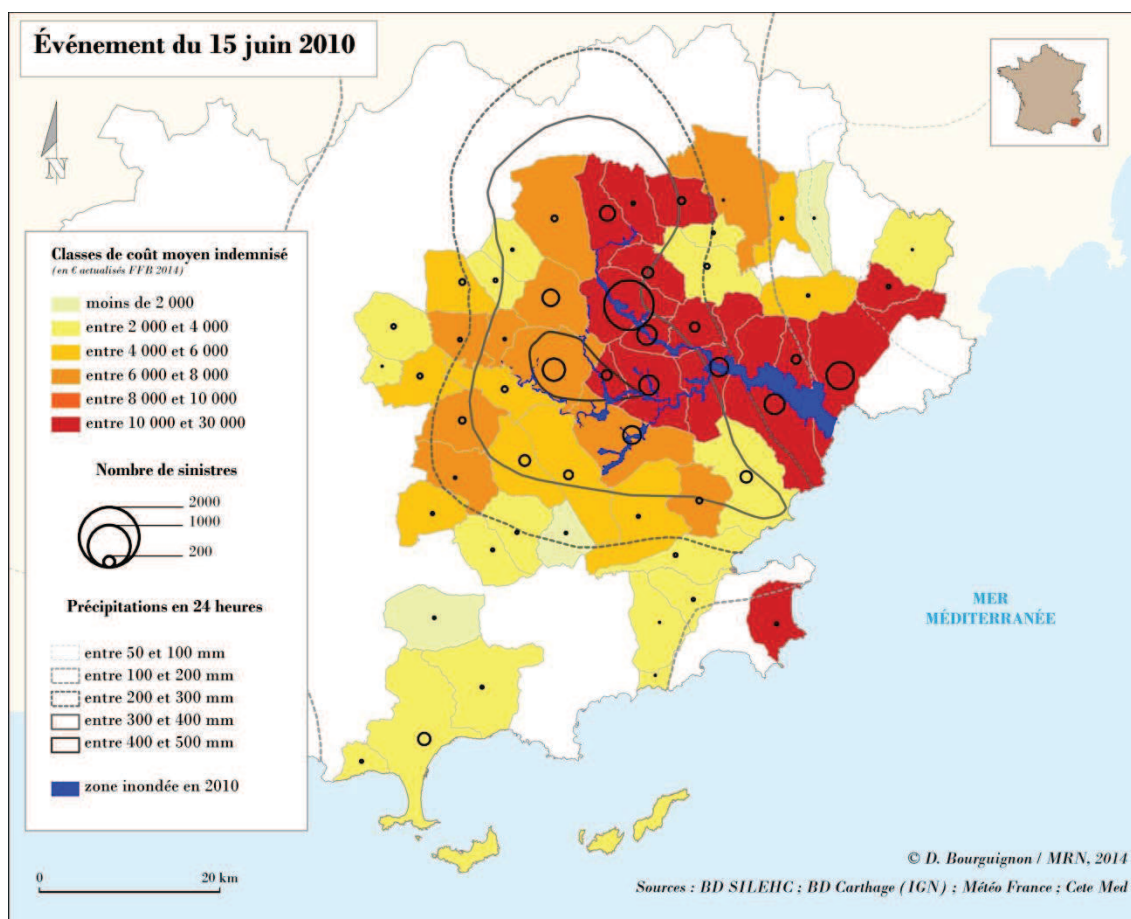 Événement du 15 juin 2010
N
Classes de coût moyen indemnisé
(en € actualisés FFB 2014)
moins de 2 000
entre 2 000 et 4 000
entre 4 000 et 6 000
entre 6 000 et 8 000
entre 8 000 et 10 000
entre 10 000 et 30 000
Nombre de sinistres
2000
1000
200
Précipitations en 24 heures
entre 50 et 100 mm
entre 100 et 200 mm
entre 200 et 300 mm
entre 300 et 400 mm
entre 400 et 500 mm
zone inondée en 2010
MER
MÉDITERRANÉE
0
20 km
© D. Bourguignon / MRN, 2014
Sources : BD SILEHC ; BD Carthage (IGN) ; Météo France ; Cete Med